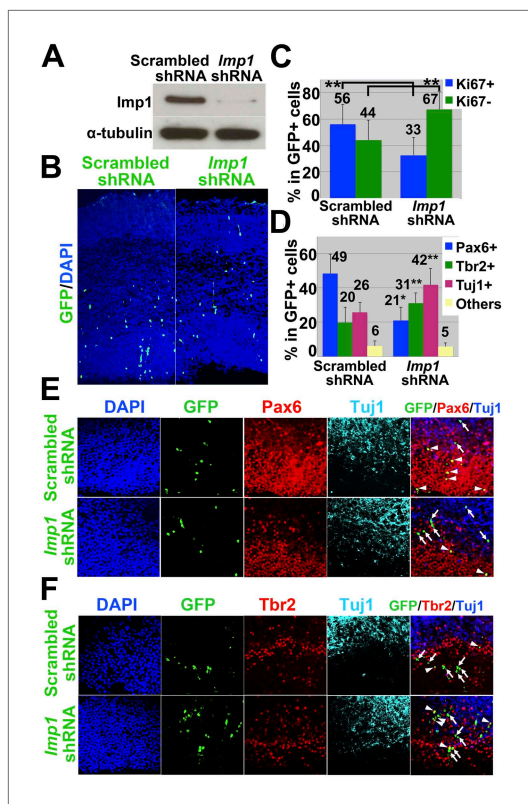 A
Scrambled Imp1
shRNA shRNA
Imp1
α-tubulin
B
Scrambled Imp1
shRNA shRNA
GFP/DAPI
C
Ki67+
Ki67-
% in GFP+ cells
80
60
40
20
0
** **
56 44 33 67
Scrambled Imp1
shRNA shRNA
D
Pax6+
Tbr2+
Tuj1+
Others
% in GFP+ cells
60
40
20
0
49 20 26 6 21* 31** 42** 5
Scrambled Imp1
shRNA shRNA
E
DAPI GFP Pax6 Tuj1 GFP/Pax6/Tuj1
Scrambled
shRNA
Imp1
shRNA
F
DAPI GFP Tbr2 Tuj1 GFP/Tbr2/Tuj1
Scrambled
shRNA
Imp1
shRNA